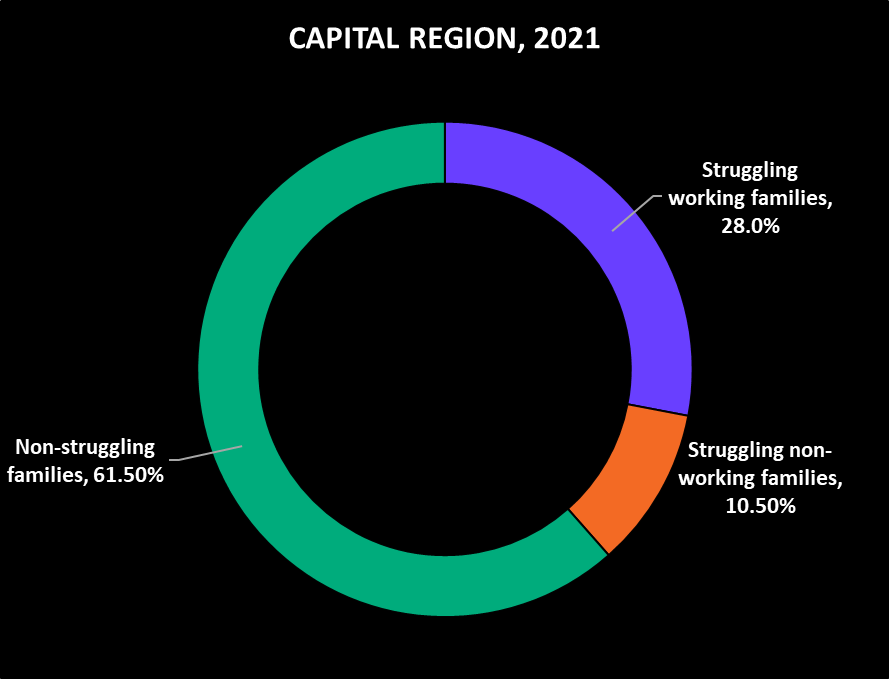 CAPITAL REGION, 2021
Struggling
working families,
28.0%
Non-struggling
families, 61.50%
Struggling non-
working families,
10.50%